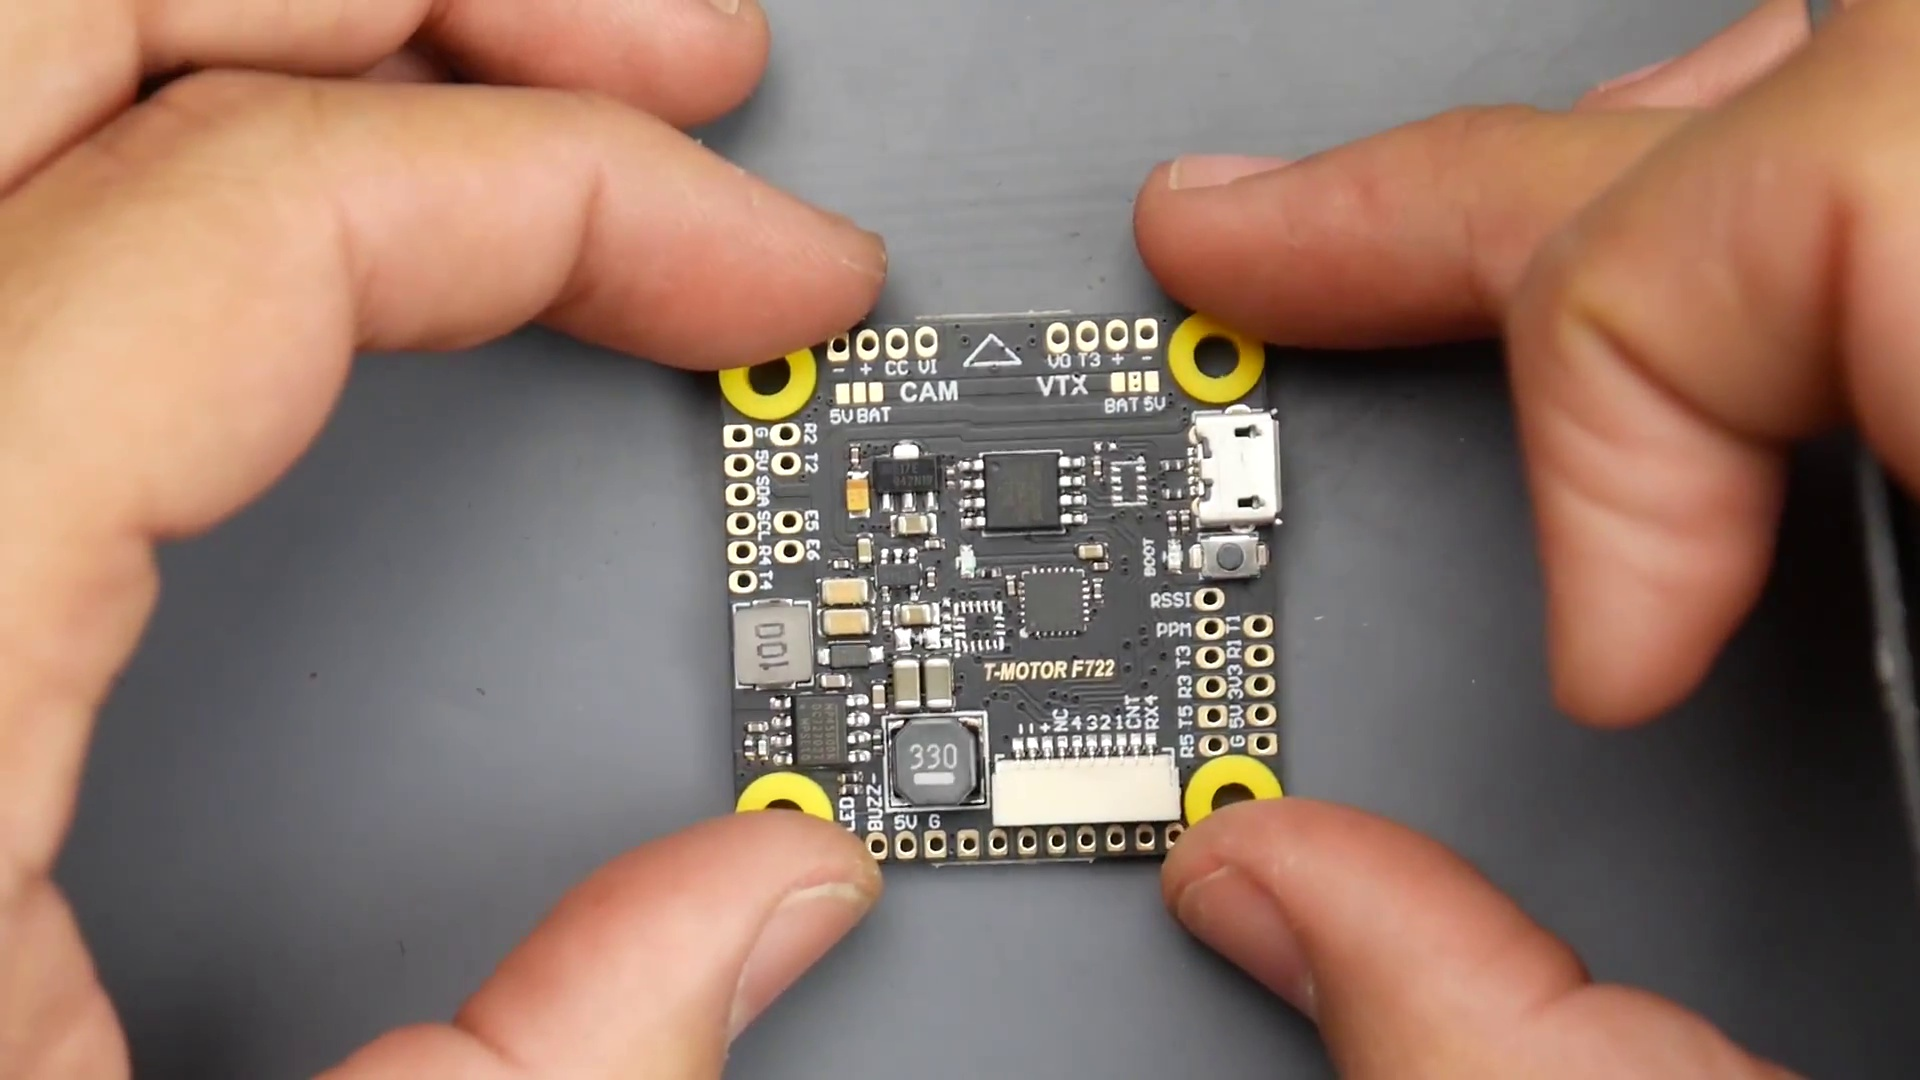 - + CC VI
VO T3 + -
CAM
VTX
5V BAT
BAT 5V
G R2
5V T2
SDA
SCL E5
R4 E6
T4
BOOT
RSSI
PPM T1
T3 R1
R3 3V3
T5 5V
R5 G
100
T-MOTOR F722
NC 4 3 2 1 CNT RX4
330
LED
BUZZ-
5V G